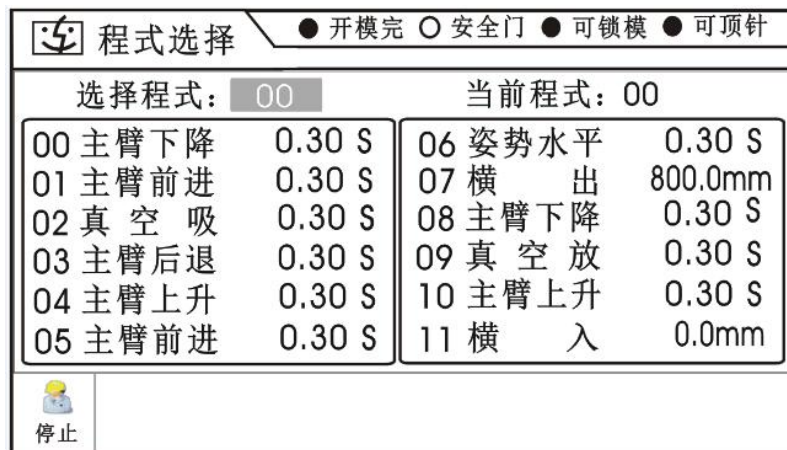 程式选择 ● 开模完 ○ 安全门 ● 可锁模 ● 可顶针
选择程式： 00 当前程式：00
00 主臂下降 0.30 S
01 主臂前进 0.30 S
02 真 空 吸 0.30 S
03 主臂后退 0.30 S
04 主臂上升 0.30 S
05 主臂前进 0.30 S
06 姿势水平 0.30 S
07 横 出 800.0mm
08 主臂下降 0.30 S
09 真 空 放 0.30 S
10 主臂上升 0.30 S
11 横 入 0.0mm
停止